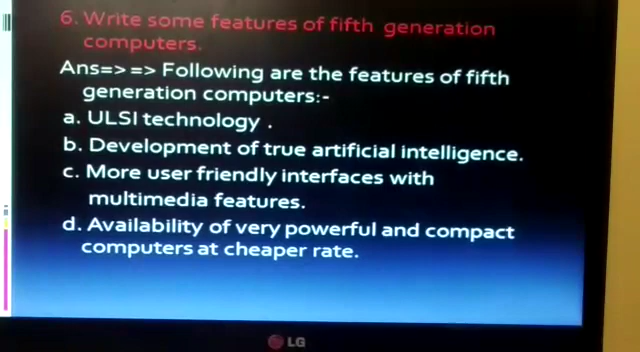 6. Write some features of fifth generation
computers.
Ans=> => Following are the features of fifth
generation computers:-
a. ULSI technology .
b. Development of true artificial intelligence.
c. More user friendly interfaces with
multimedia features.
d. Availability of very powerful and compact
computers at cheaper rate.
LG